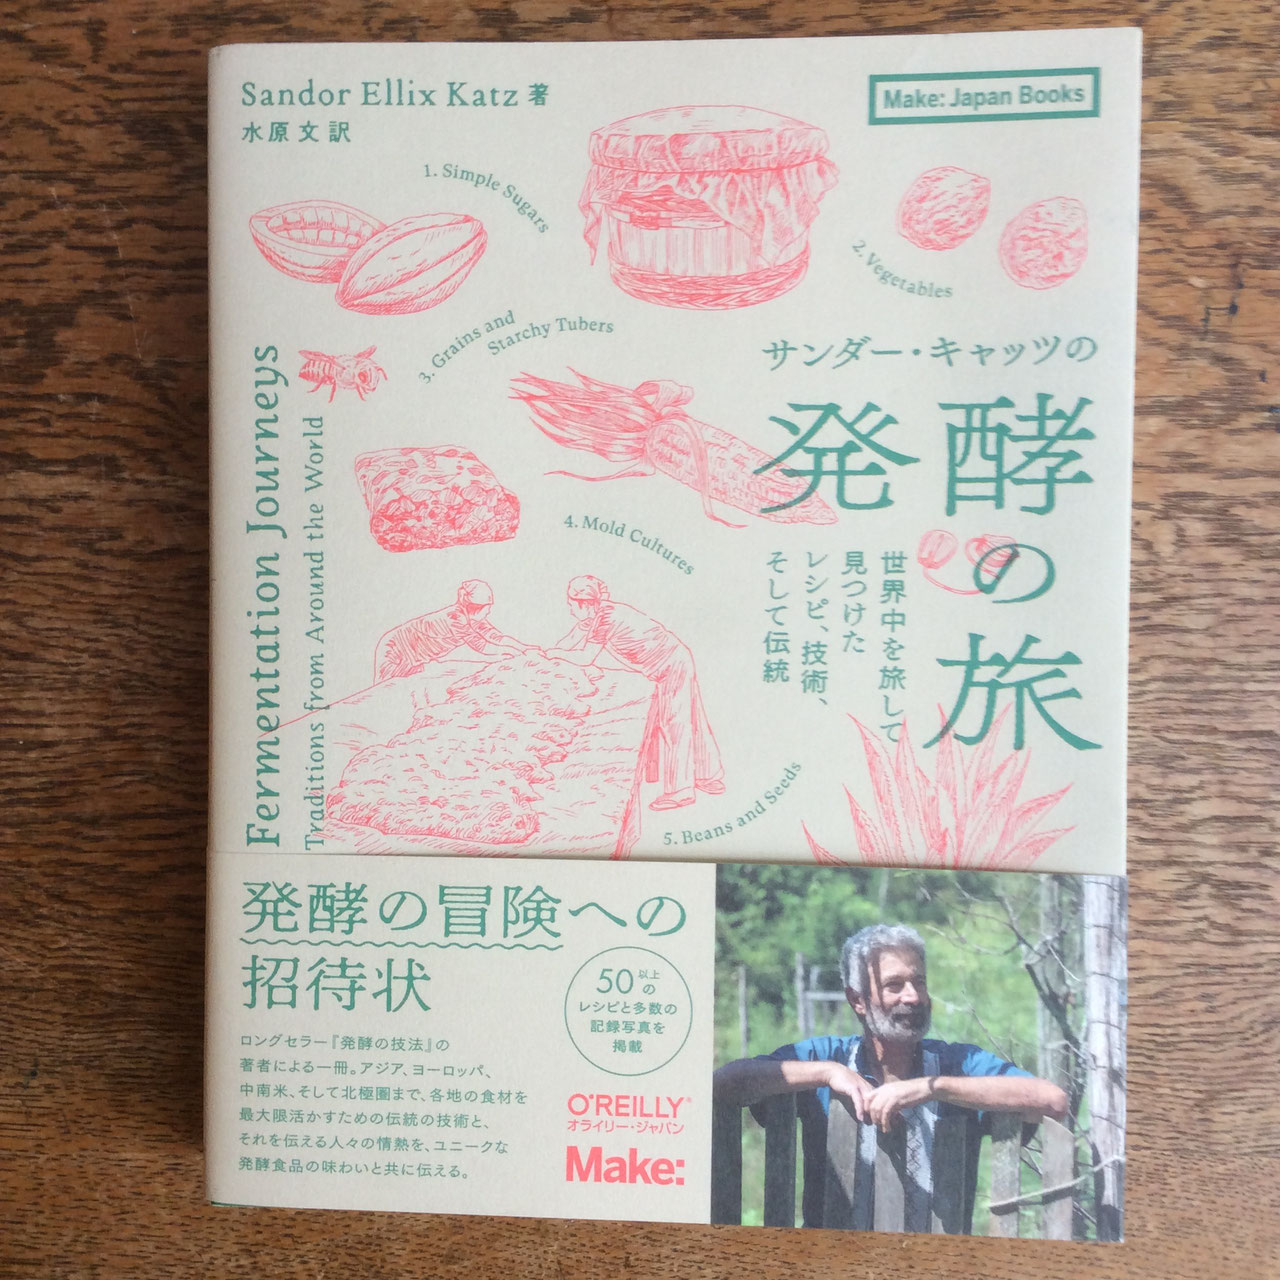 Sandor Ellix Katz 著
水原 文 訳
Make: Japan Books
1. Simple Sugars
2. Vegetables
3. Grains and
Starchy Tubers
4. Mold Cultures
5. Beans and Seeds
サンダー・キャッツの
発酵の旅
世界中を旅して
見つけた
レシピ、技術、
そして伝統
Fermentation Journeys
Traditions from Around the World
発酵の冒険への
招待状
50以上の
レシピと多数の
記録写真を
掲載
ロングセラー『発酵の技法』の
著者による一冊。アジア、ヨーロッパ、
中南米、そして北極圏まで、各地の食材を
最大限活かすための伝統の技術と、
それを伝える人々の情熱を、ユニークな
発酵食品の味わいと共に伝える。
O'REILLY®
オライリー・ジャパン
Make: